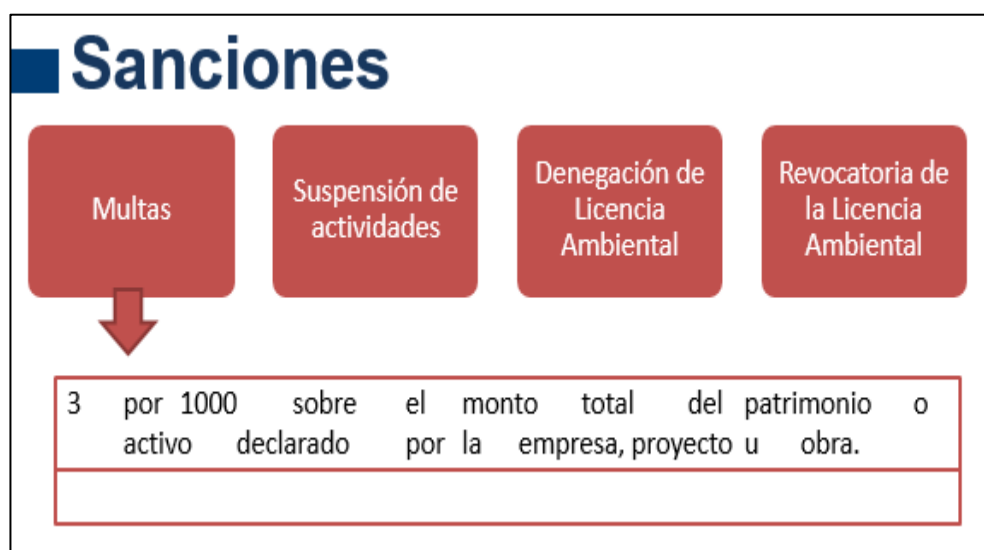 Sanciones
Multas
Suspensión de
actividades
Denegación de
Licencia
Ambiental
Revocatoria de
la Licencia
Ambiental
3 por 1000 sobre el monto total del patrimonio o
activo declarado por la empresa, proyecto u obra.